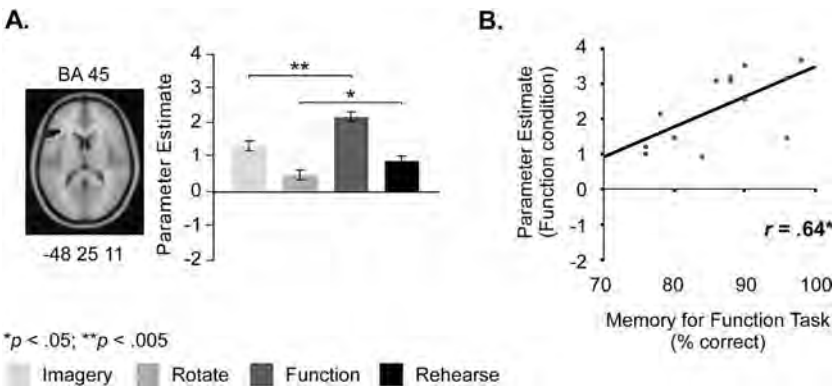 A.
BA 45
-48 25 11
Parameter Estimate
4
3
2
1
0
-1
-2
**
*
B.
Parameter Estimate
(Function condition)
4
3
2
1
0
-1
-2
r = .64*
70 80 90 100
Memory for Function Task
(% correct)
*p < .05; **p < .005
Imagery Rotate Function Rehearse